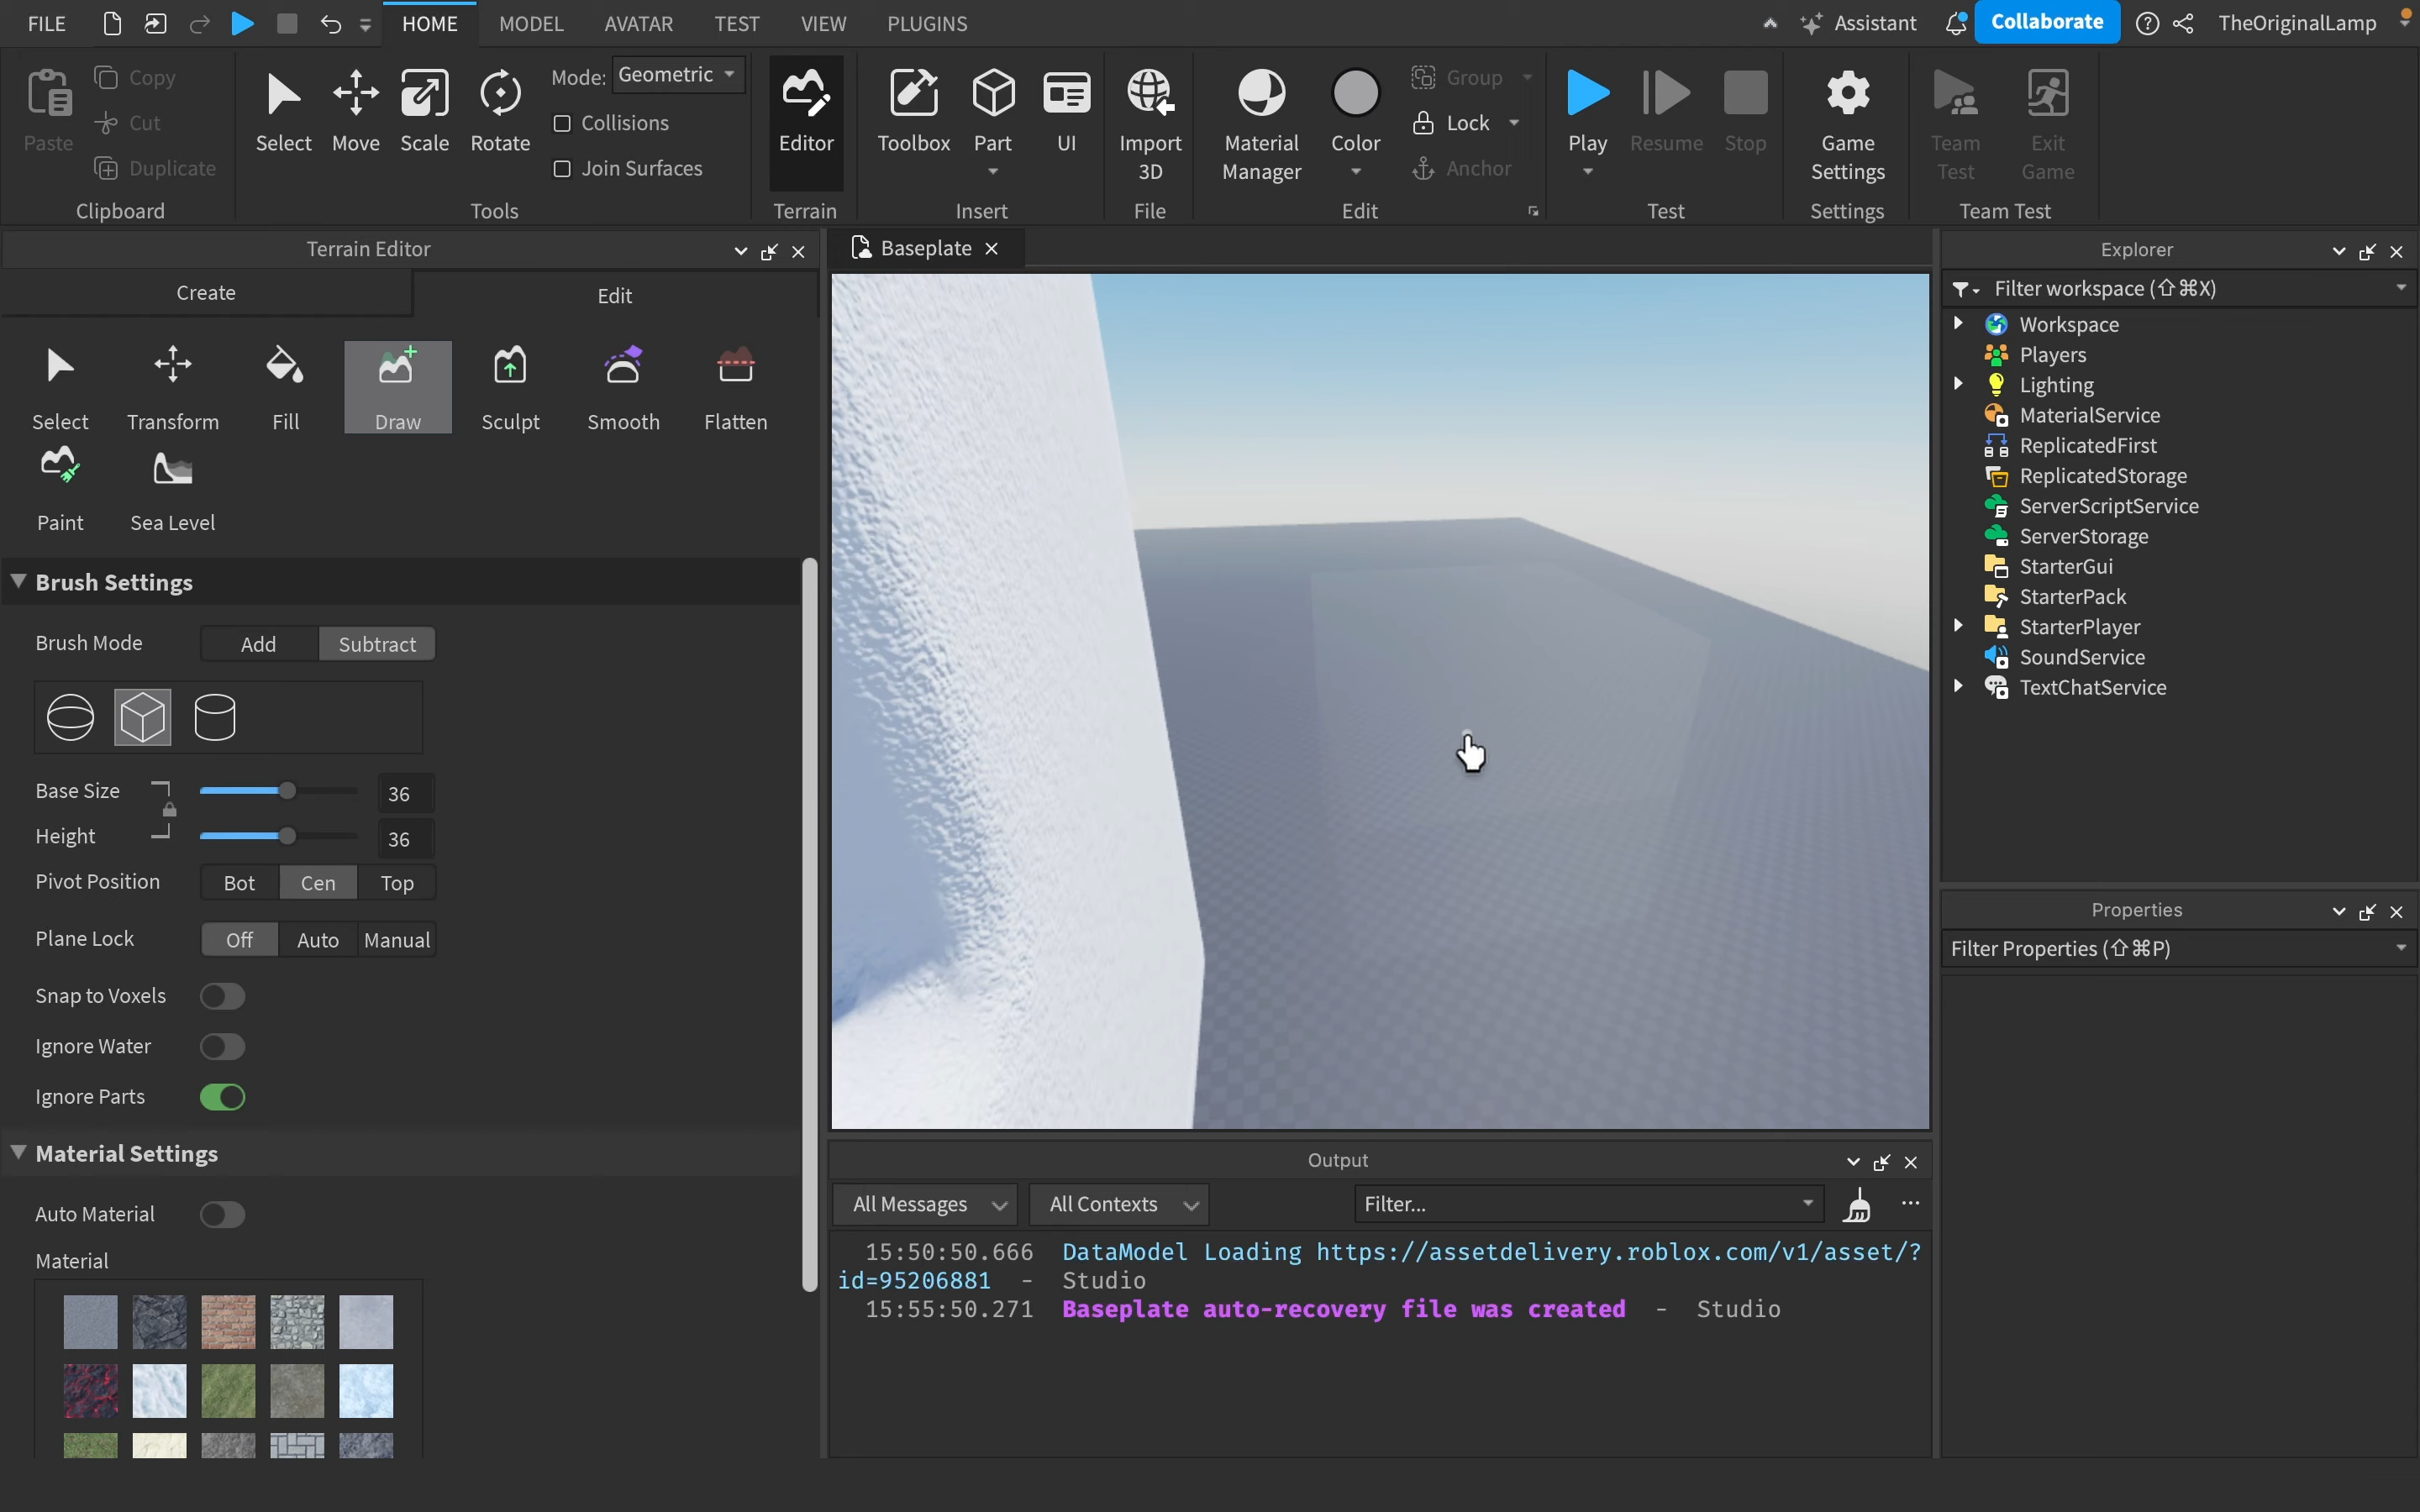 FILE HOME MODEL AVATAR TEST VIEW PLUGINS Assistant Collaborate TheOriginalLamp
Paste
Copy
Cut
Duplicate
Clipboard
Select Move Scale Rotate
Mode: Geometric
Collisions
Join Surfaces
Tools
Editor
Terrain
Toolbox Part UI
Insert
Import
3D
File
Material
Manager
Color
Group
Lock
Anchor
Edit
Play Resume Stop
Test
Game
Settings
Settings
Team
Test
Exit
Game
Team Test
Terrain Editor
Create Edit
Select Transform Fill Draw Sculpt Smooth Flatten
Paint Sea Level
Brush Settings
Brush Mode Add Subtract
Base Size 36
Height 36
Pivot Position Bot Cen Top
Plane Lock Off Auto Manual
Snap to Voxels
Ignore Water
Ignore Parts
Material Settings
Auto Material
Material
Baseplate
Output
All Messages All Contexts Filter...
15:50:50.666 DataModel Loading https://assetdelivery.roblox.com/v1/asset/?
id=95206881 - Studio
15:55:50.271 Baseplate auto-recovery file was created - Studio
Explorer
Filter workspace (⇧⌘X)
Workspace
Players
Lighting
MaterialService
ReplicatedFirst
ReplicatedStorage
ServerScriptService
ServerStorage
StarterGui
StarterPack
StarterPlayer
SoundService
TextChatService
Properties
Filter Properties (⇧⌘P)